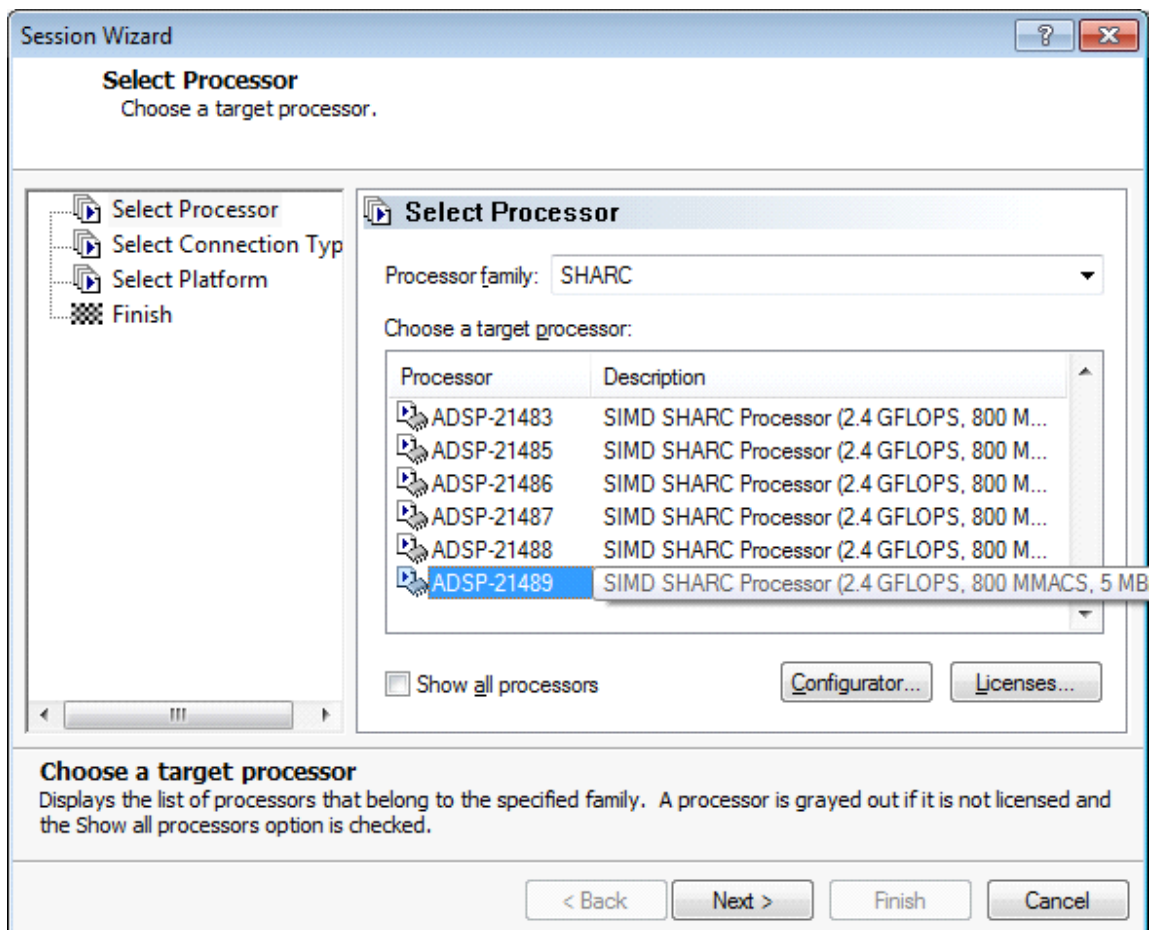 Session Wizard
Select Processor
Choose a target processor.
Select Processor
Select Connection Typ
Select Platform
Finish
Select Processor
Processor family: SHARC
Choose a target processor:
Processor Description
ADSP-21483 SIMD SHARC Processor (2.4 GFLOPS, 800 M...
ADSP-21485 SIMD SHARC Processor (2.4 GFLOPS, 800 M...
ADSP-21486 SIMD SHARC Processor (2.4 GFLOPS, 800 M...
ADSP-21487 SIMD SHARC Processor (2.4 GFLOPS, 800 M...
ADSP-21488 SIMD SHARC Processor (2.4 GFLOPS, 800 M...
ADSP-21489 SIMD SHARC Processor (2.4 GFLOPS, 800 MMACS, 5 MB
Show all processors Configurator... Licenses...
Choose a target processor
Displays the list of processors that belong to the specified family. A processor is grayed out if it is not licensed and
the Show all processors option is checked.
< Back Next > Finish Cancel